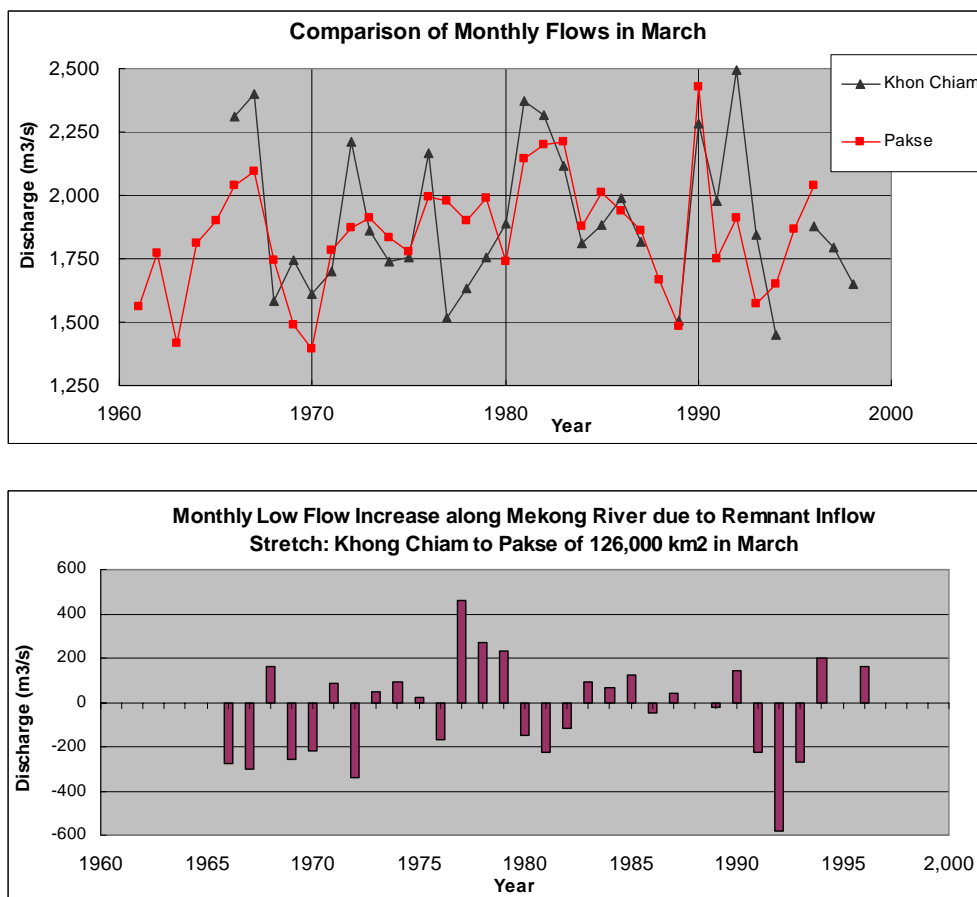 Comparison of Monthly Flows in March
2,500
2,250
2,000
1,750
1,500
1,250
Discharge (m3/s)
1960 1970 1980 1990 2000
Year
Khon Chiam
Pakse
Monthly Low Flow Increase along Mekong River due to Remnant Inflow
Stretch: Khong Chiam to Pakse of 126,000 km2 in March
600
400
200
0
-200
-400
-600
Discharge (m3/s)
1960 1965 1970 1975 1980 1985 1990 1995 2,000
Year